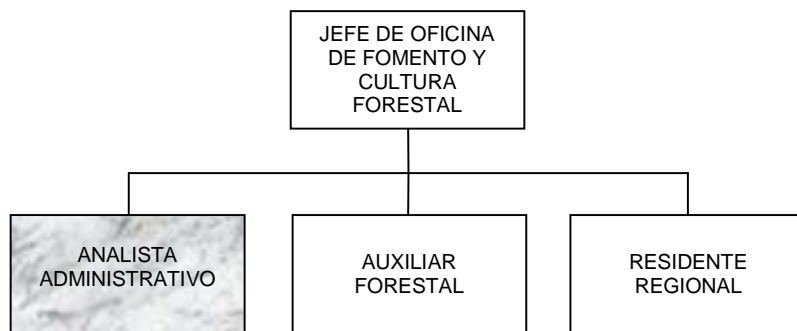 JEFE DE OFICINA
DE FOMENTO Y
CULTURA
FORESTAL
ANALISTA
ADMINISTRATIVO
AUXILIAR
FORESTAL
RESIDENTE
REGIONAL